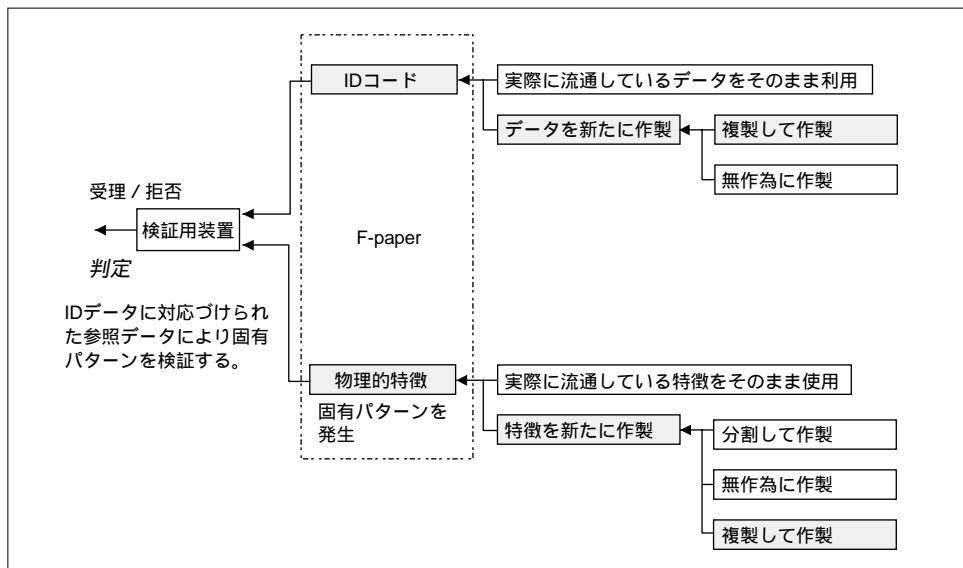 IDコード
実際に流通しているデータをそのまま利用
データを新たに作製
複製して作製
無作為に作製
受理 / 拒否
検証用装置
F-paper
判定
IDデータに対応づけられ
た参照データにより固有
パターンを検証する。
物理的特徴
実際に流通している特徴をそのまま使用
固有パターンを
発生
特徴を新たに作製
分割して作製
無作為に作製
複製して作製